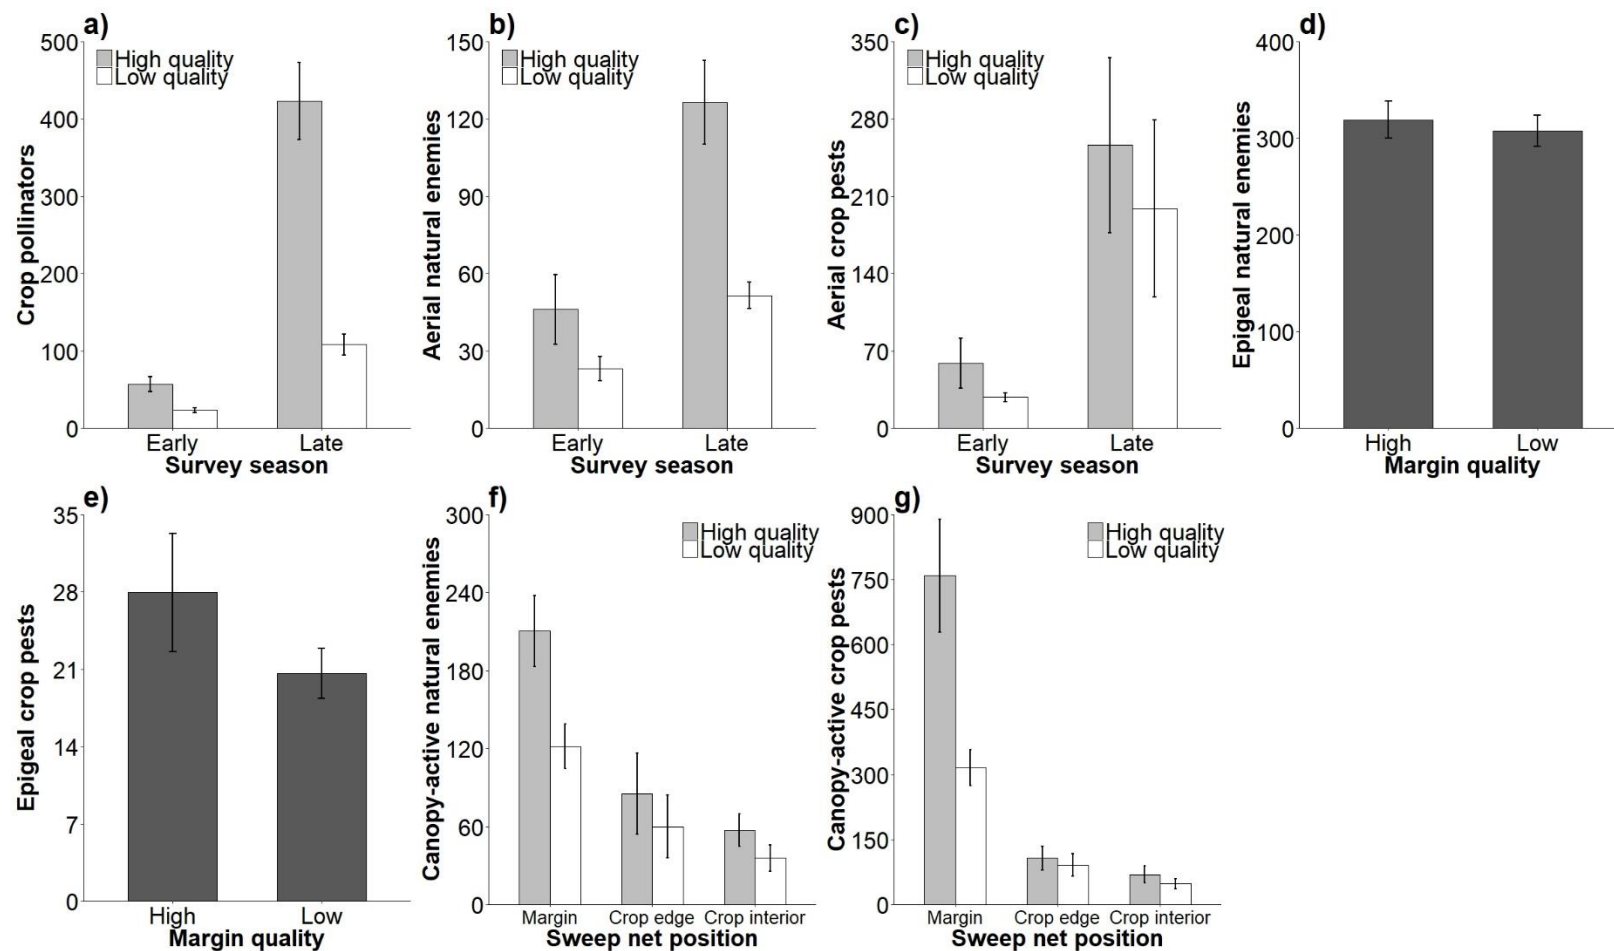 a)
Crop pollinators
500
400
300
200
100
0
High quality
Low quality
Early
Late
Survey season
b)
Aerial natural enemies
150
120
90
60
30
0
High quality
Low quality
Early
Late
Survey season
c)
Aerial crop pests
350
280
210
140
70
0
High quality
Low quality
Early
Late
Survey season
d)
Epigeal natural enemies
400
300
200
100
0
High
Low
Margin quality
e)
Epigeal crop pests
35
28
21
14
7
0
High
Low
Margin quality
f)
Canopy-active natural enemies
300
240
180
120
60
0
High quality
Low quality
Margin
Crop edge
Crop interior
Sweep net position
g)
Canopy-active crop pests
900
750
600
450
300
150
0
High quality
Low quality
Margin
Crop edge
Crop interior
Sweep net position